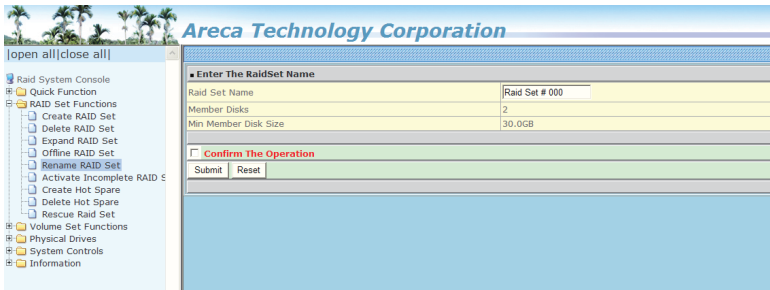 Areca Technology Corporation
|open all|close all|
Raid System Console
Quick Function
RAID Set Functions
Create RAID Set
Delete RAID Set
Expand RAID Set
Offline RAID Set
Rename RAID Set
Activate Incomplete RAID S
Create Hot Spare
Delete Hot Spare
Rescue Raid Set
Volume Set Functions
Physical Drives
System Controls
Information
Enter The RaidSet Name
Raid Set Name Raid Set # 000
Member Disks 2
Min Member Disk Size 30.0GB
Confirm The Operation
Submit Reset